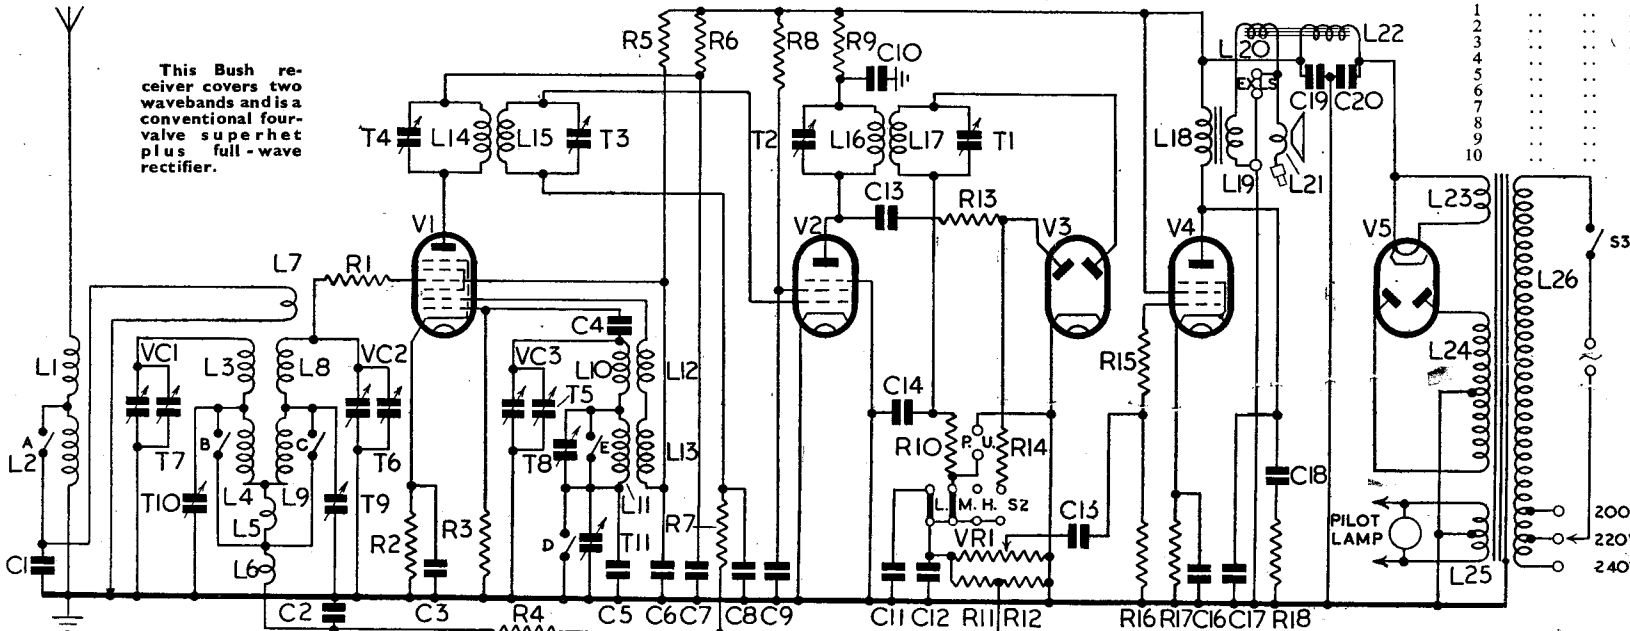 This Bush re-
ceiver covers two
wavebands and is a
conventional four-
valve superhet
plus full-wave
rectifier.
1
2
3
4
5
6
7
8
9
10
R5
R6
R8
R9
C10
L20
L22
EX.LS
C19
C20
T4
L14
L15
T3
T2
L16
L17
T1
L18
L19
L21
C13
R13
L23
V1
V2
V3
V4
V5
S3
L7
R1
L26
C4
VC1
VC2
VC3
L1
L3
L8
L10
L12
R15
L24
T5
C14
A
B
C
E
L2
T7
T6
T8
L13
R10
P. U.
R14
C18
T10
L4
L9
T9
L11
L. M. H. S2
L5
R2
R3
D
T11
R7
VR1
C13
PILOT
LAMP
200
220V
240
C1
L6
L25
C2
C3
R4
C5
C6
C7
C8
C9
C11
C12
R11
R12
R16
R17
C16
C17
R18